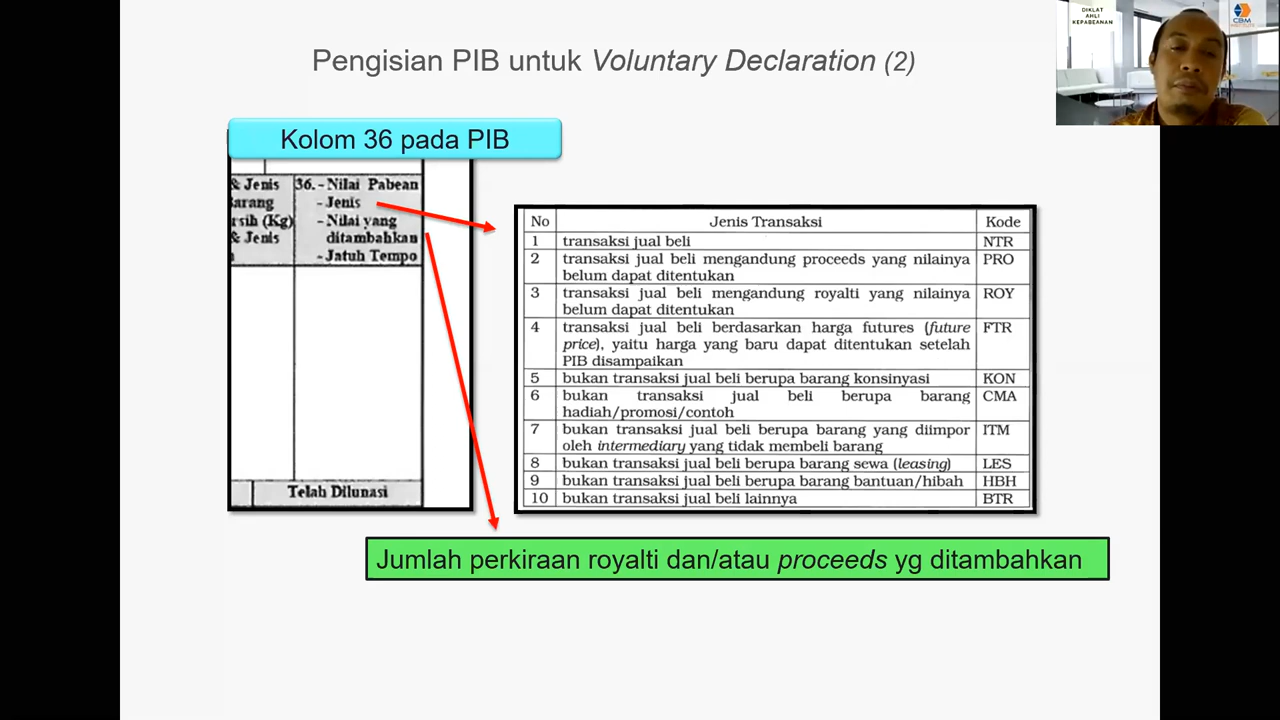 Pengisian PIB untuk Voluntary Declaration (2)
DIKLAT
AHLI
KEPABEANAN
CBM
Kolom 36 pada PIB
& Jenis
arang
rsih (Kg)
& Jenis
36. - Nilai Pabean
- Jenis
- Nilai yang
ditambahkan
- Jatuh Tempo
Telah Dilunasi
No Jenis Transaksi Kode
1 transaksi jual beli NTR
2 transaksi jual beli mengandung proceeds yang nilainya PRO
belum dapat ditentukan
3 transaksi jual beli mengandung royalti yang nilainya ROY
belum dapat ditentukan
4 transaksi jual beli berdasarkan harga futures (future FTR
price), yaitu harga yang baru dapat ditentukan setelah
PIB disampaikan
5 bukan transaksi jual beli berupa barang konsinyasi KON
6 bukan transaksi jual beli berupa barang CMA
hadiah/promosi/contoh
7 bukan transaksi jual beli berupa barang yang diimpor ITM
oleh intermediary yang tidak membeli barang
8 bukan transaksi jual beli berupa barang sewa (leasing) LES
9 bukan transaksi jual beli berupa barang bantuan/hibah HBH
10 bukan transaksi jual beli lainnya BTR
Jumlah perkiraan royalti dan/atau proceeds yg ditambahkan